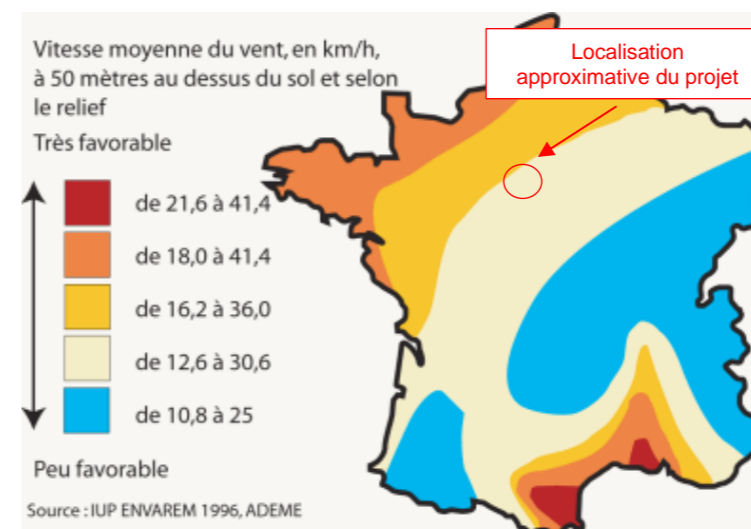 Vitesse moyenne du vent, en km/h,
à 50 mètres au dessus du sol et selon
le relief
Très favorable
de 21,6 à 41,4
de 18,0 à 41,4
de 16,2 à 36,0
de 12,6 à 30,6
de 10,8 à 25
Peu favorable
Source : IUP ENVAREM 1996, ADEME
Localisation
approximative du projet